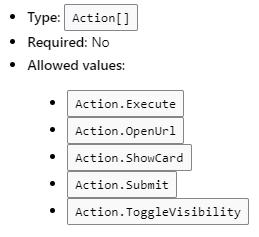 Type: Action[]
Required: No
Allowed values:
Action.Execute
Action.OpenUrl
Action.ShowCard
Action.Submit
Action.ToggleVisibility